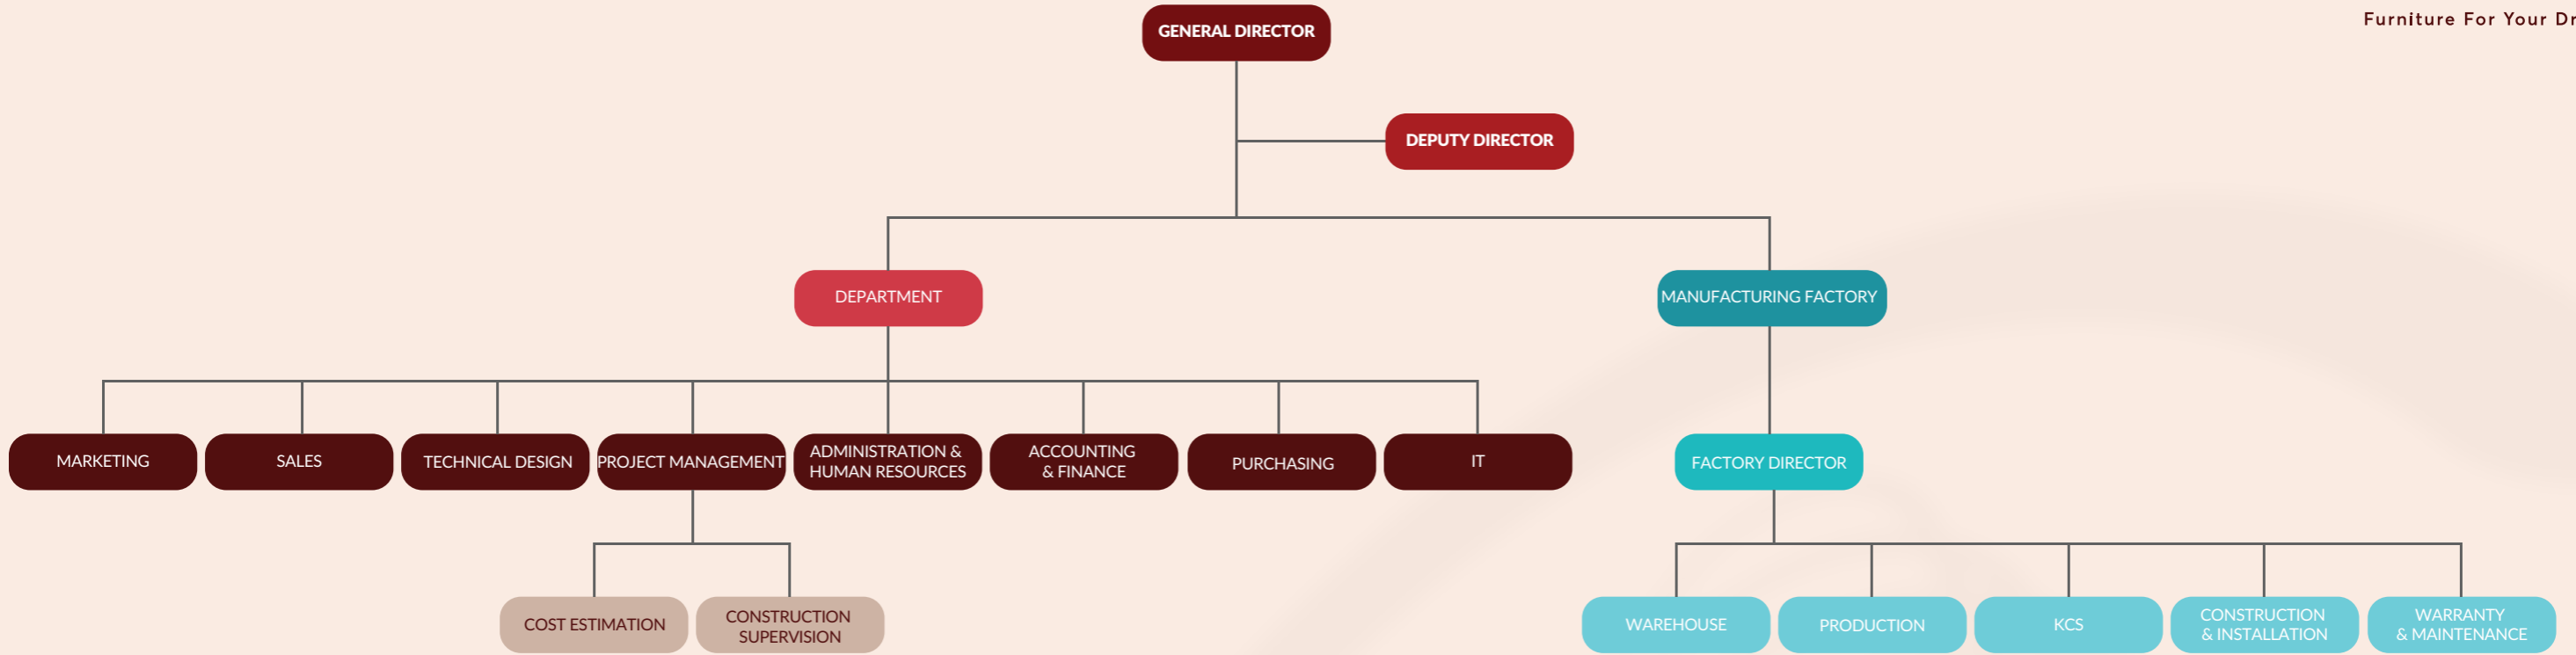 GENERAL DIRECTOR
Furniture For Your
DEPUTY DIRECTOR
DEPARTMENT
MANUFACTURING FACTORY
MARKETING
SALES
TECHNICAL DESIGN
PROJECT MANAGEMENT
ADMINISTRATION &
HUMAN RESOURCES
ACCOUNTING
& FINANCE
PURCHASING
IT
FACTORY DIRECTOR
COST ESTIMATION
CONSTRUCTION
SUPERVISION
WAREHOUSE
PRODUCTION
KCS
CONSTRUCTION
& INSTALLATION
WARRANTY
& MAINTENANCE